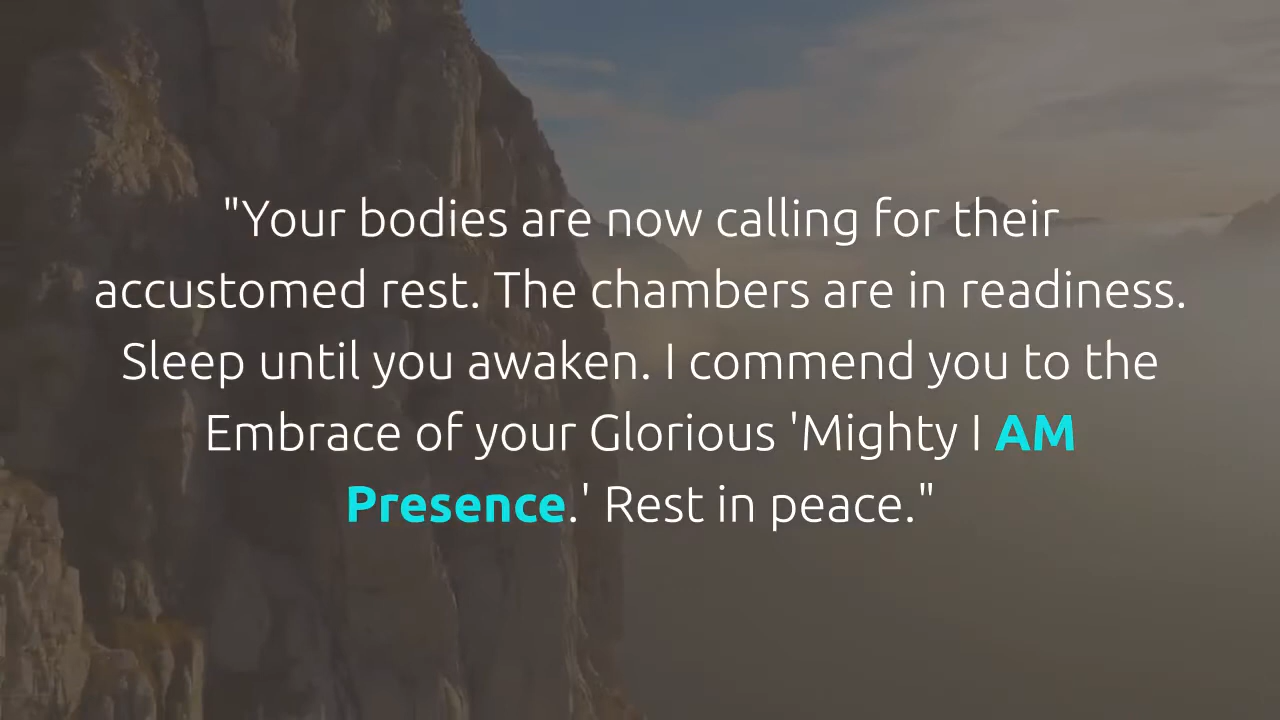 "Your bodies are now calling for their
accustomed rest. The chambers are in readiness.
Sleep until you awaken. I commend you to the
Embrace of your Glorious 'Mighty I AM
Presence.' Rest in peace."